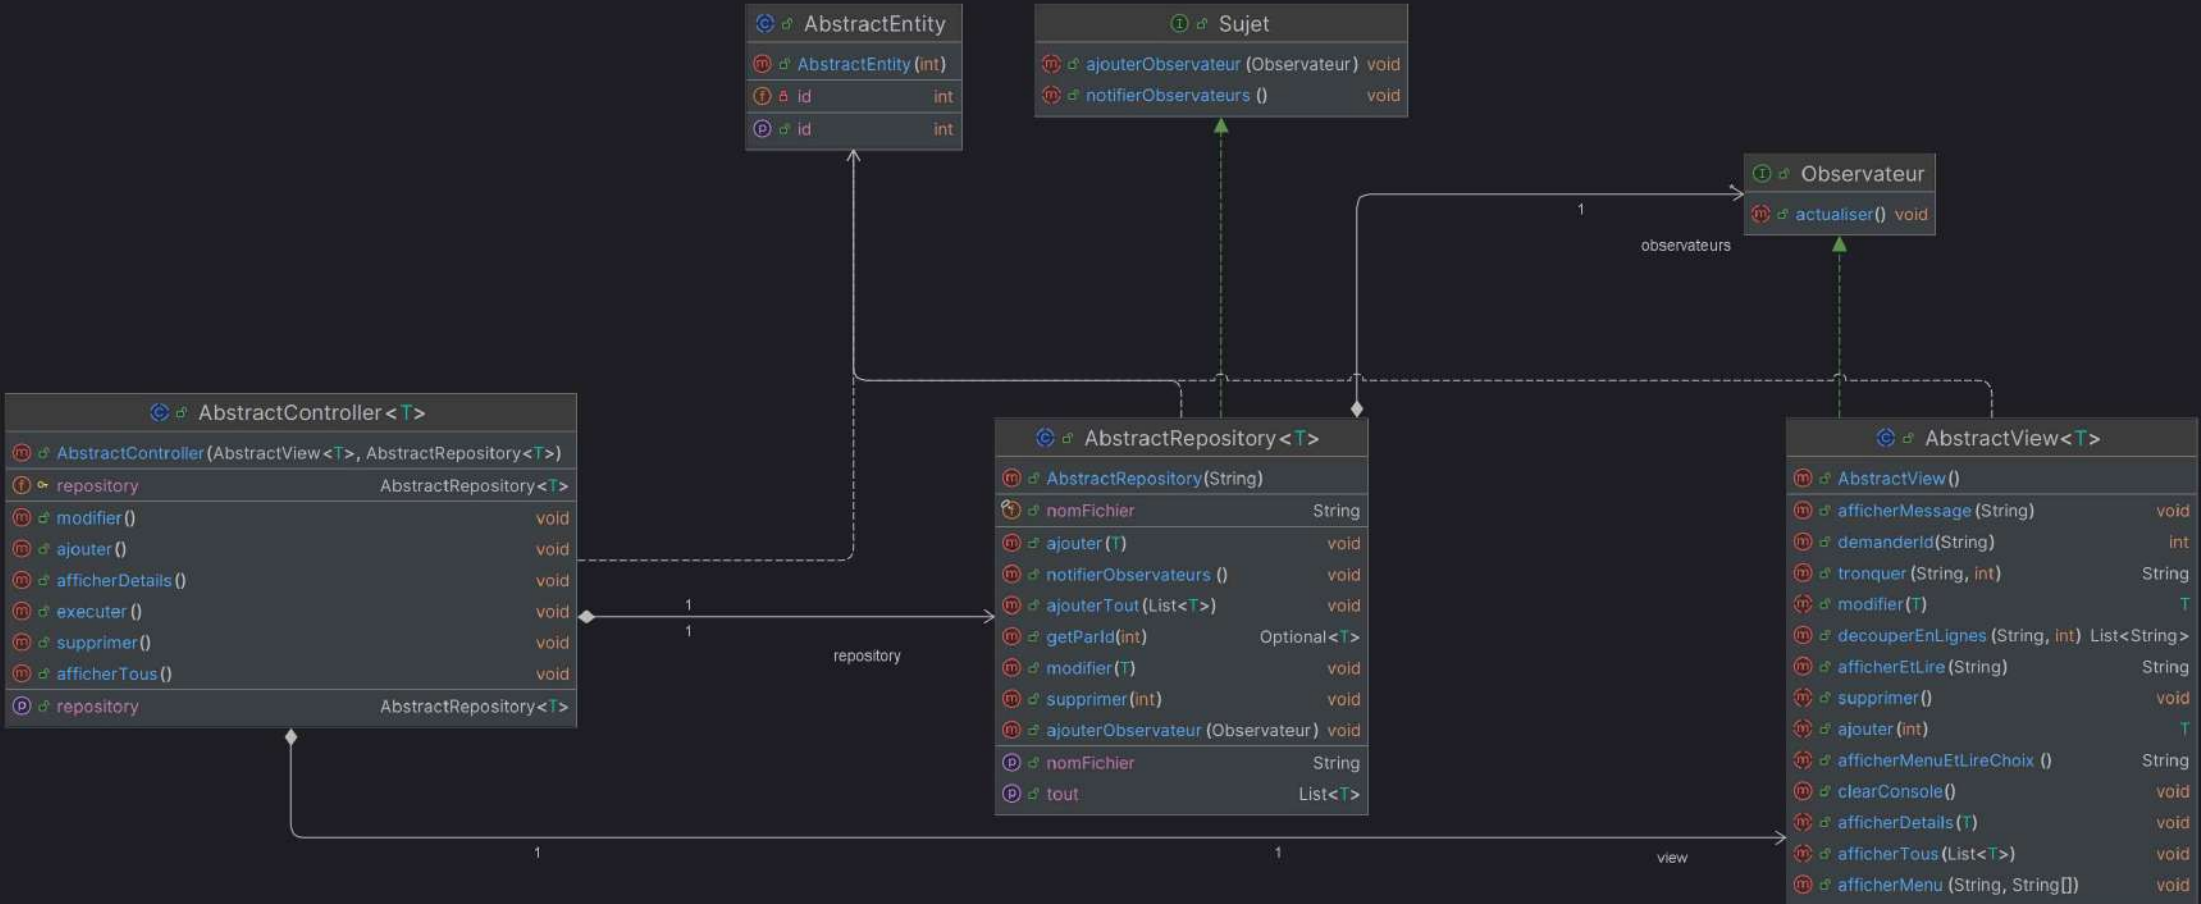 AbstractEntity
AbstractEntity(int)
id int
id int
Sujet
ajouterObservateur (Observateur) void
notifierObservateurs () void
Observateur
actualiser() void
1
*
observateurs
AbstractController<T>
AbstractController(AbstractView<T>, AbstractRepository<T>)
repository AbstractRepository<T>
modifier() void
ajouter() void
afficherDetails() void
executer() void
supprimer() void
afficherTous() void
repository AbstractRepository<T>
1
1
repository
AbstractRepository<T>
AbstractRepository(String)
nomFichier String
ajouter(T) void
notifierObservateurs () void
ajouterTout(List<T>) void
getParId(int) Optional<T>
modifier(T) void
supprimer(int) void
ajouterObservateur (Observateur) void
nomFichier String
tout List<T>
AbstractView<T>
AbstractView()
afficherMessage (String) void
demanderId(String) int
tronquer (String, int) String
modifier(T) T
decouperEnLignes (String, int) List<String>
afficherEtLire (String) String
supprimer() void
ajouter(int) T
afficherMenuEtLireChoix () String
clearConsole() void
afficherDetails(T) void
afficherTous(List<T>) void
afficherMenu (String, String[]) void
1
1
view